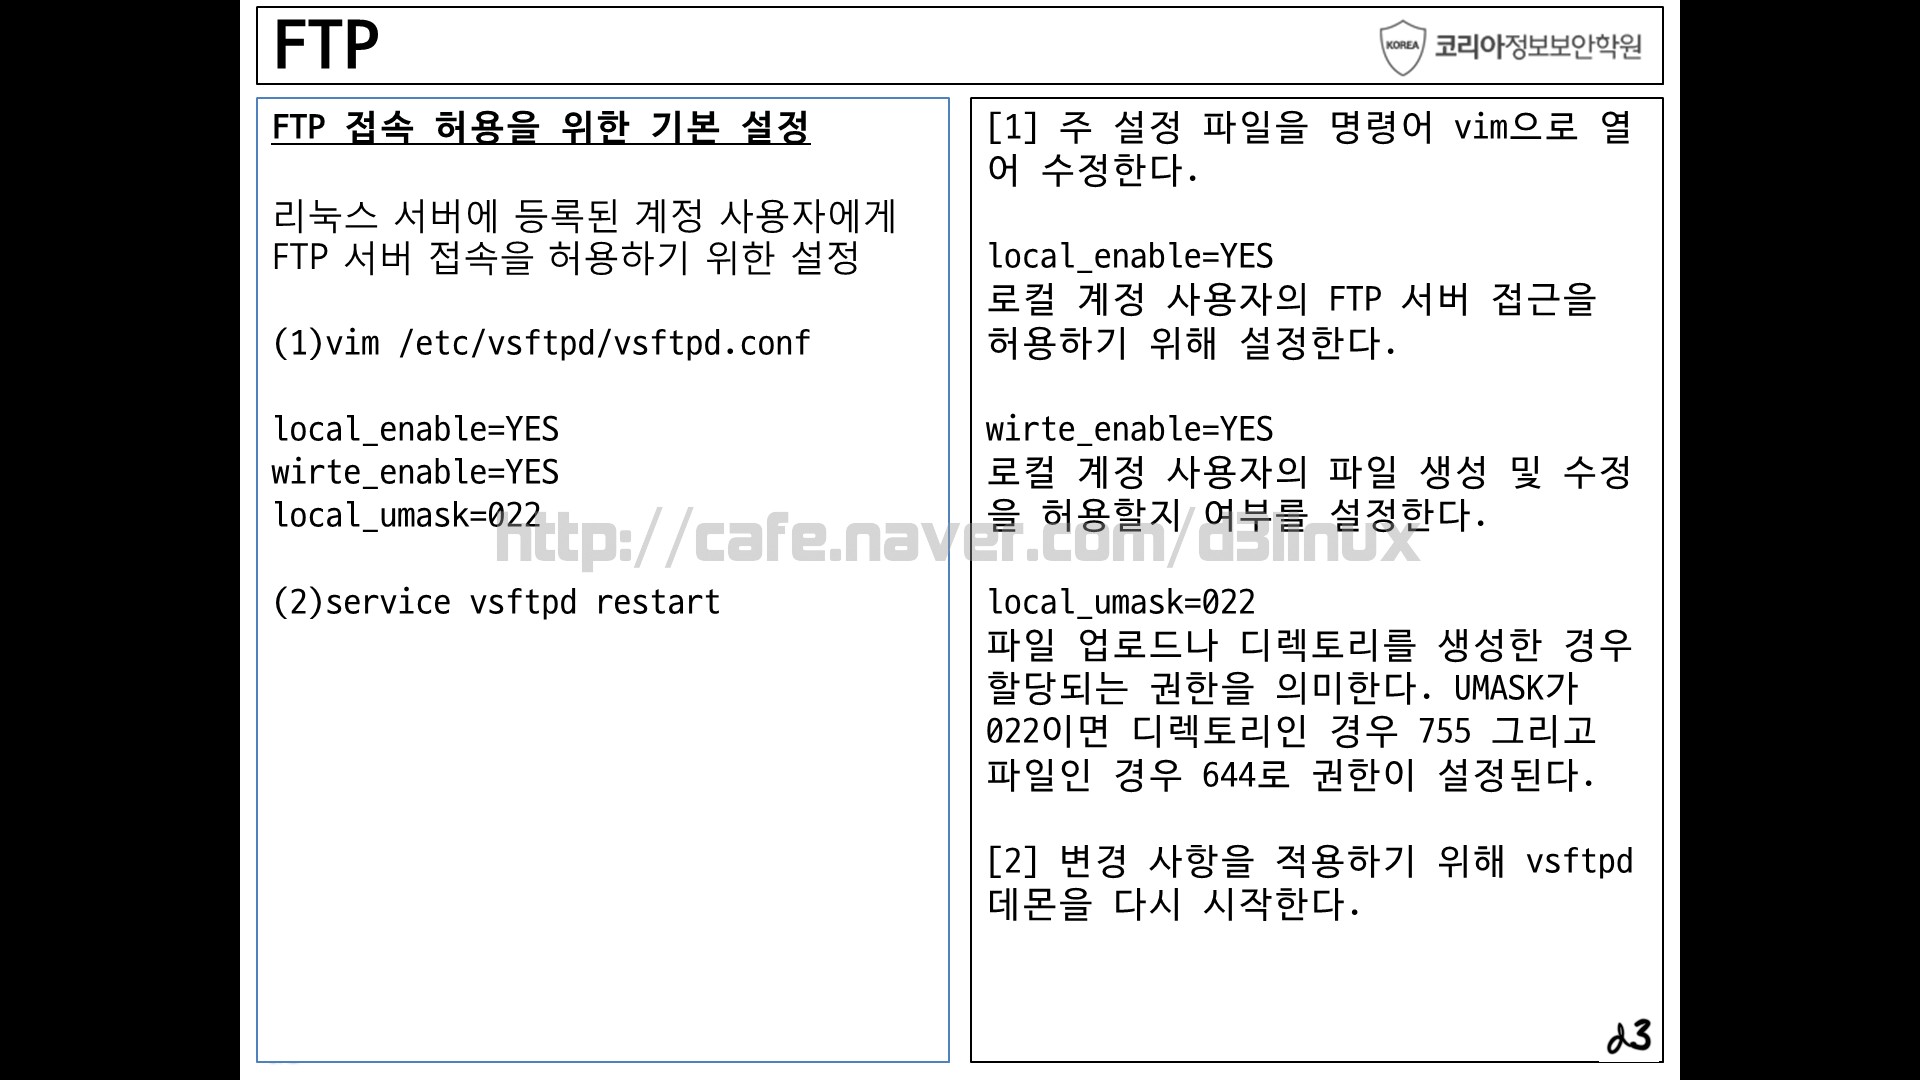 FTP
KOREA 코리아정보보안학원
FTP 접속 허용을 위한 기본 설정
리눅스 서버에 등록된 계정 사용자에게
FTP 서버 접속을 허용하기 위한 설정
(1)vim /etc/vsftpd/vsftpd.conf
local_enable=YES
wirte_enable=YES
local_umask=022
(2)service vsftpd restart
[1] 주 설정 파일을 명령어 vim으로 열
어 수정한다.
local_enable=YES
로컬 계정 사용자의 FTP 서버 접근을
허용하기 위해 설정한다.
wirte_enable=YES
로컬 계정 사용자의 파일 생성 및 수정
을 허용할지 여부를 설정한다.
local_umask=022
파일 업로드나 디렉토리를 생성한 경우
할당되는 권한을 의미한다. UMASK가
022이면 디렉토리인 경우 755 그리고
파일인 경우 644로 권한이 설정된다.
[2] 변경 사항을 적용하기 위해 vsftpd
데몬을 다시 시작한다.
http://cafe.naver.com/d3linux
d3